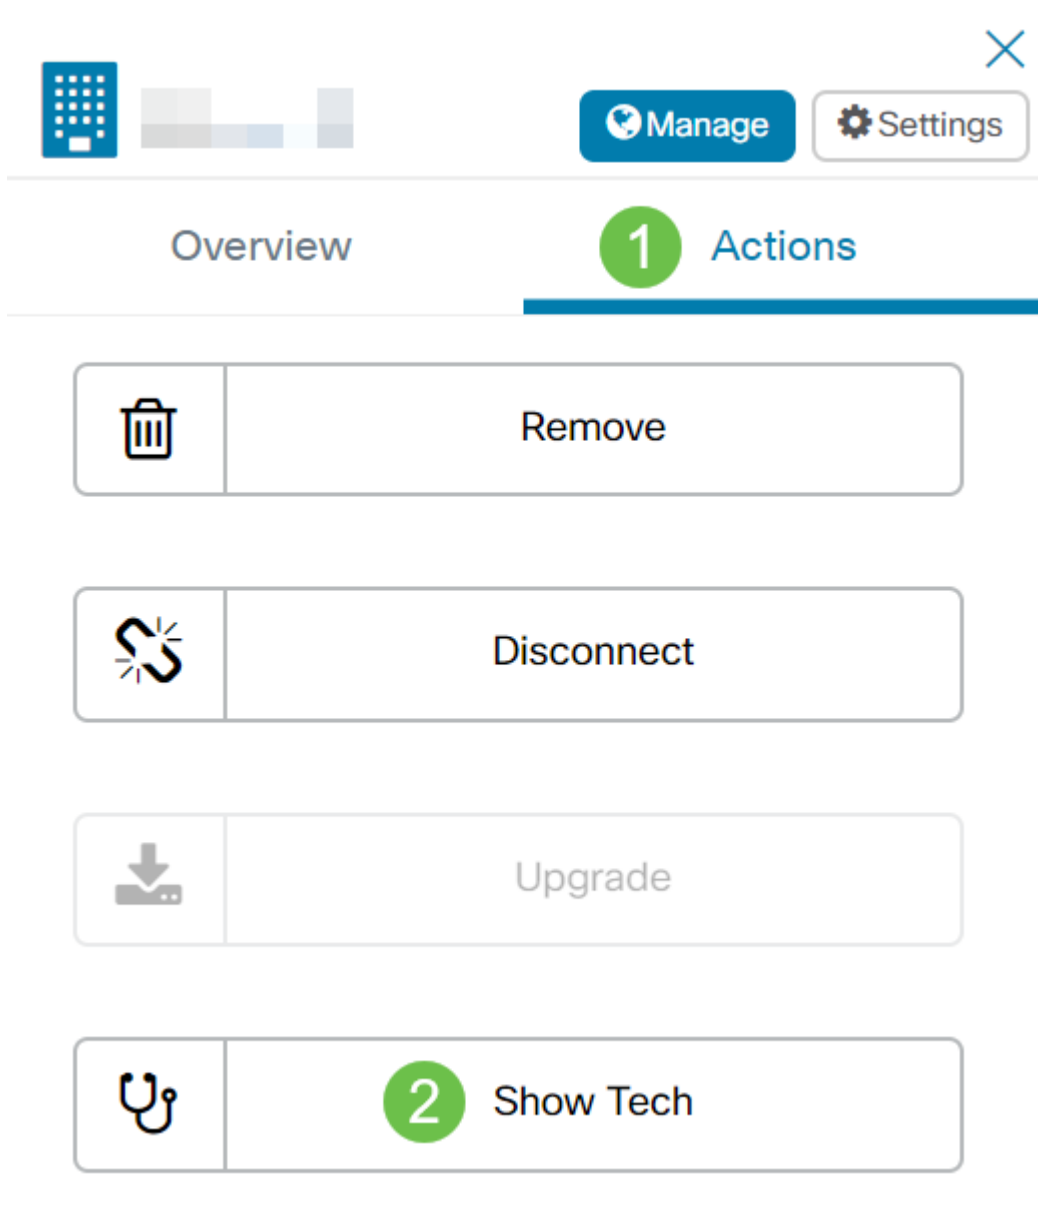 Manage Settings
Overview 1 Actions
Remove
Disconnect
Upgrade
2 Show Tech